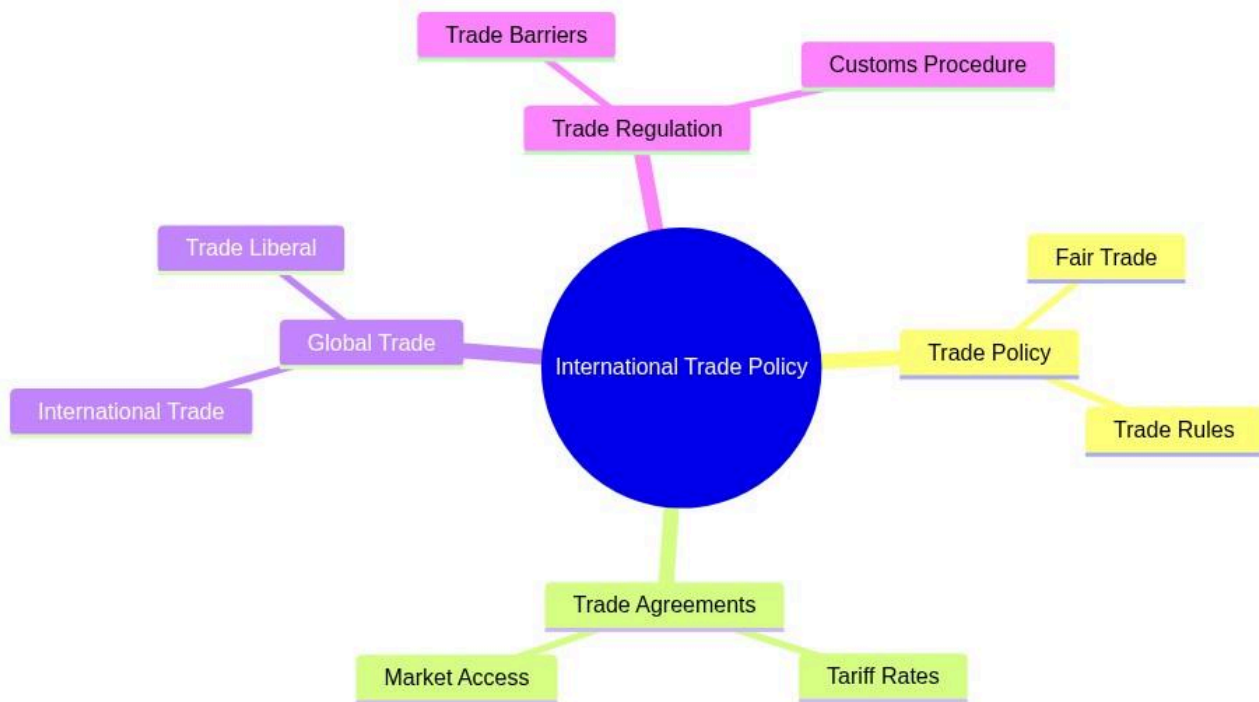 Trade Barriers
Customs Procedure
Trade Regulation
Trade Liberal
Fair Trade
Global Trade
Trade Policy
International Trade Policy
International Trade
Trade Rules
Trade Agreements
Market Access
Tariff Rates